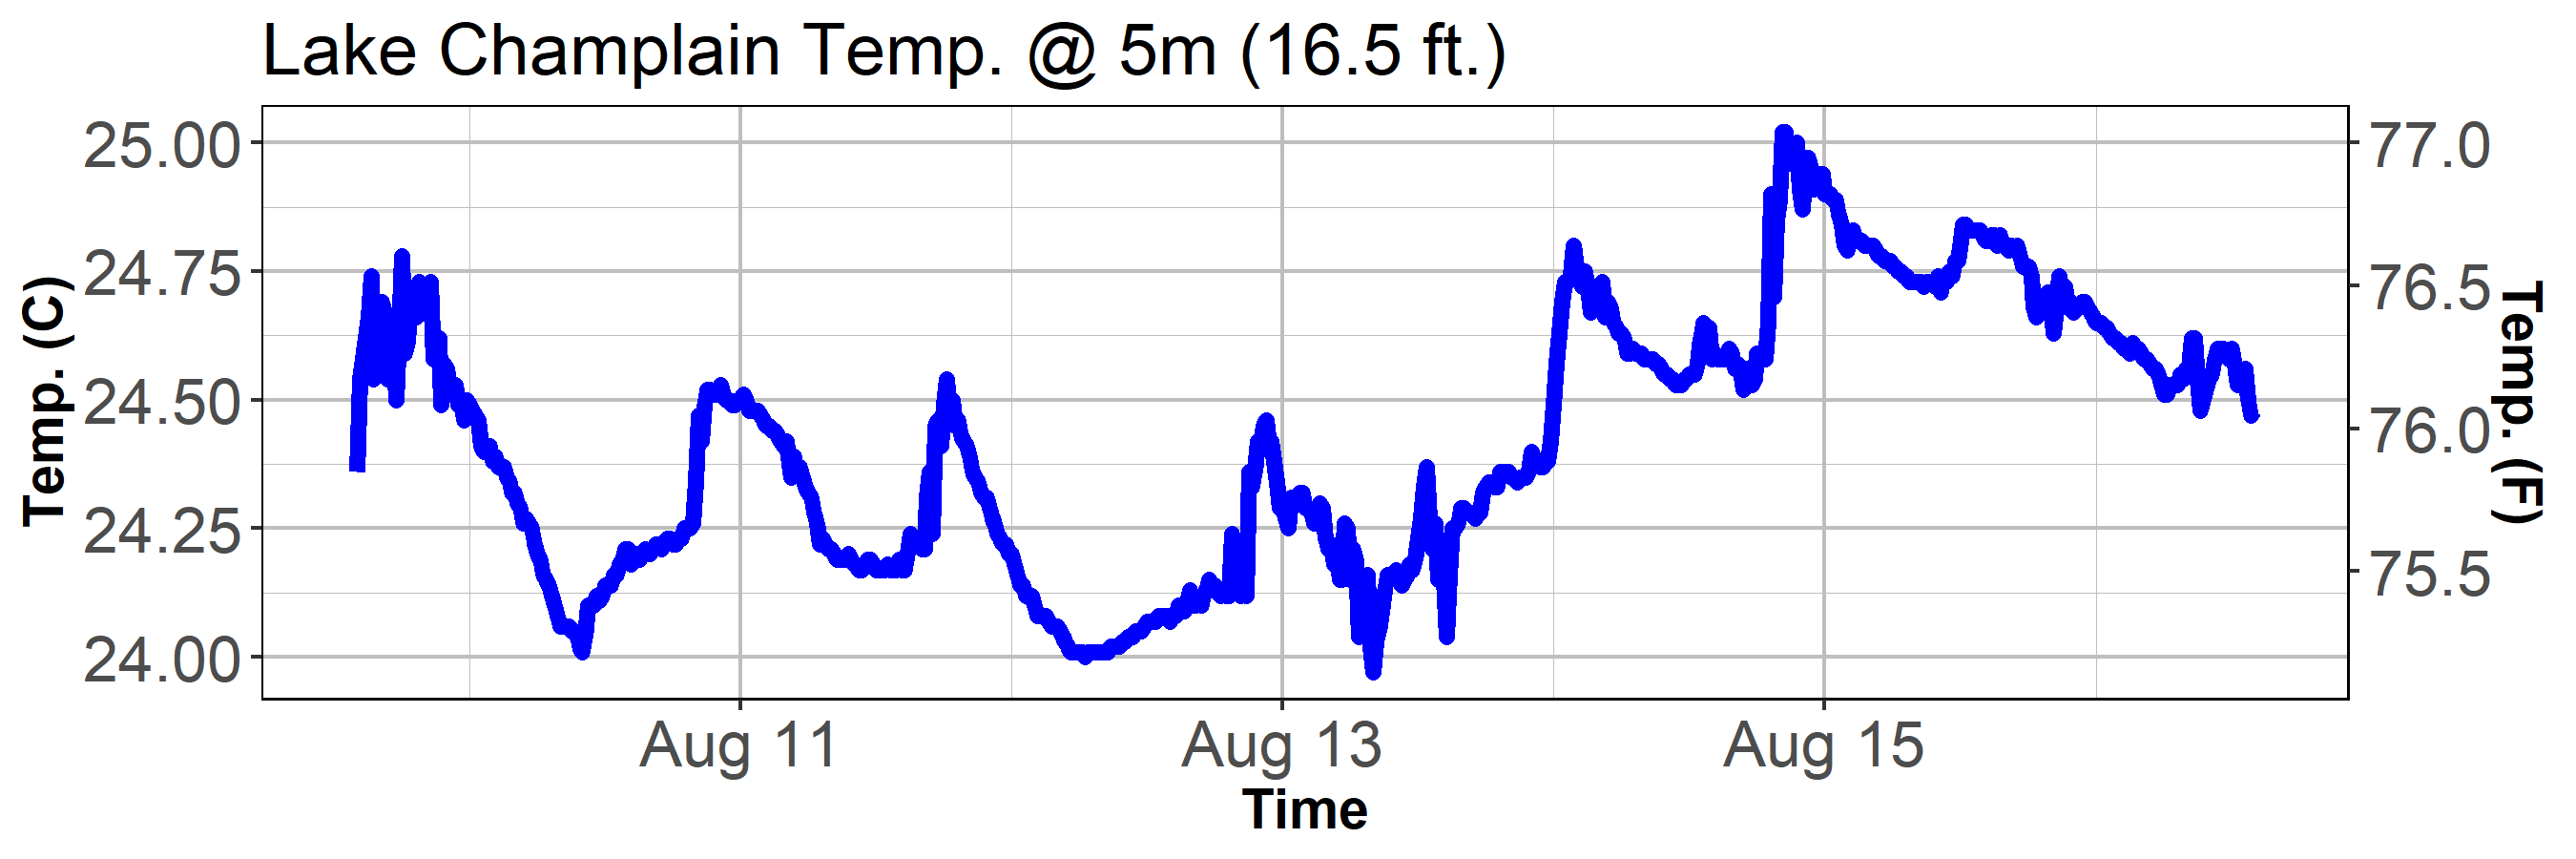 Lake Champlain Temp. @ 5m (16.5 ft.)
Temp. (C)
25.00
24.75
24.50
24.25
24.00
77.0
76.5
76.0
75.5
Temp. (F)
Aug 11
Aug 13
Aug 15
Time